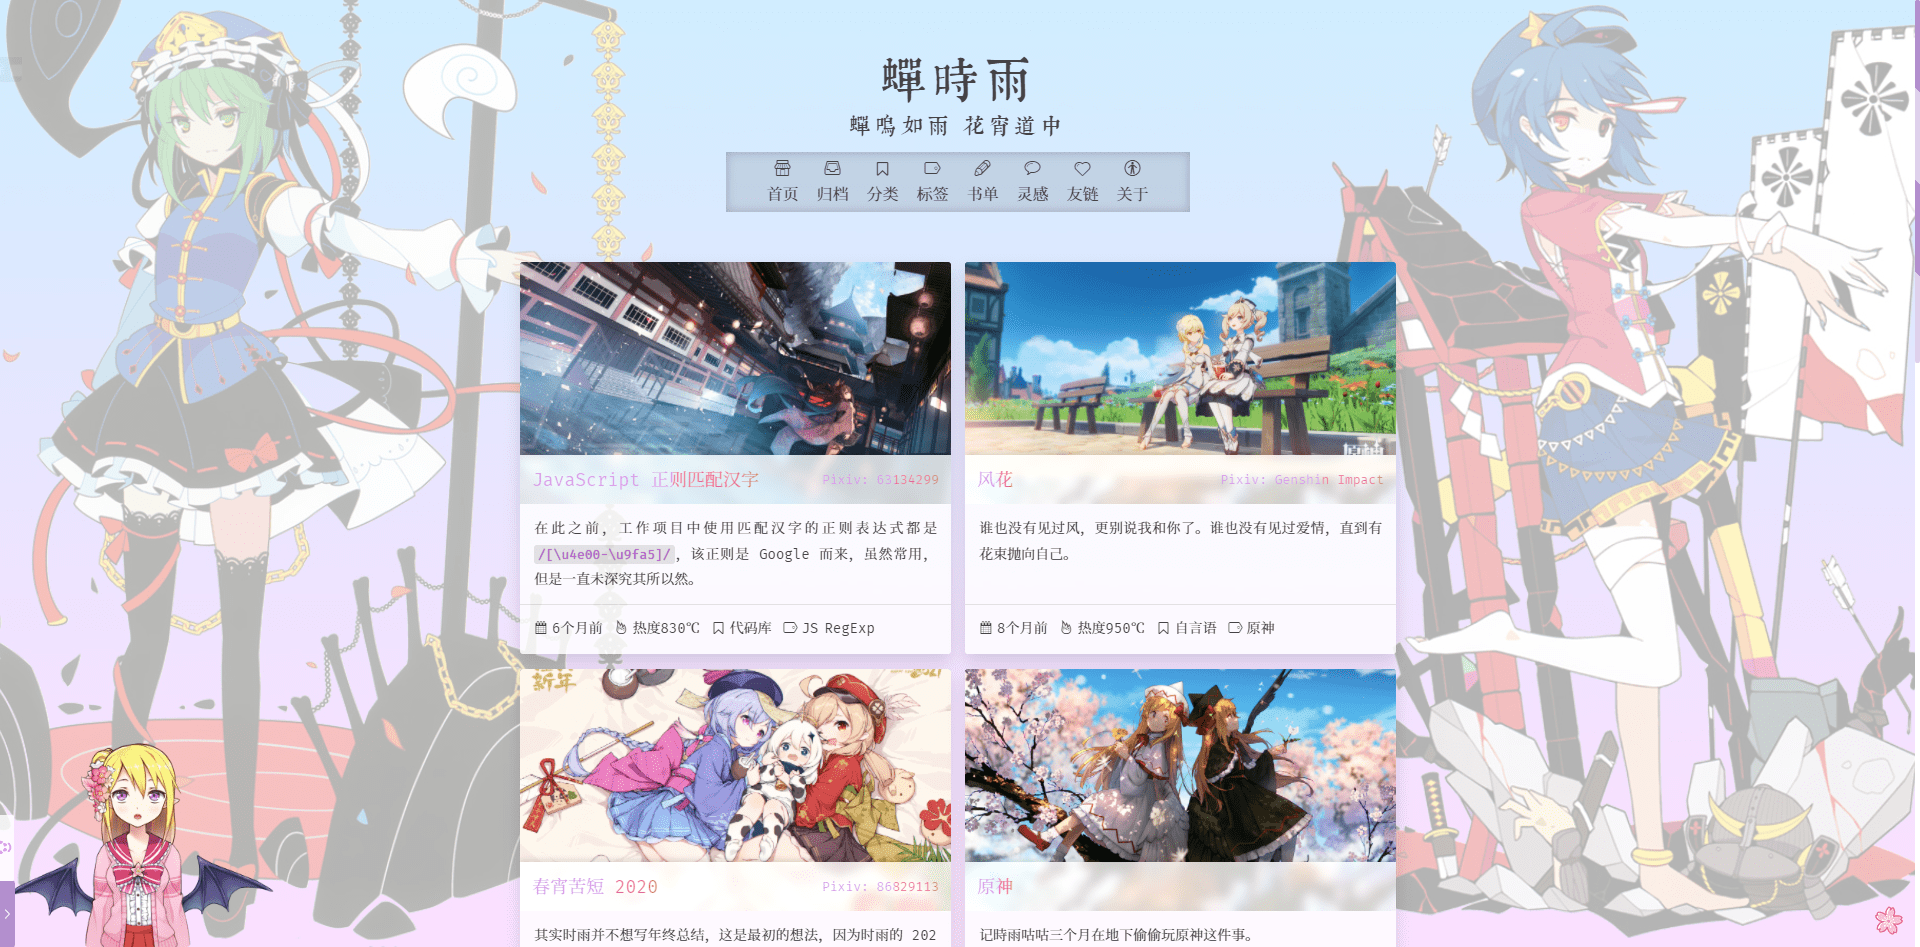 蟬時雨
蟬鳴如雨 花宵道中
首页 归档 分类 标签 书单 灵感 友链 关于
JavaScript 正则匹配汉字 Pixiv: 63134299
在此之前，工作项目中使用匹配汉字的正则表达式都是
/[\u4e00-\u9fa5]/，该正则是 Google 而来，虽然常用，
但是一直未深究其所以然。
6个月前 热度830℃ 代码库 JS RegExp
风花 Pixiv: Genshin Impact
谁也没有见过风，更别说我和你了。谁也没有见过爱情，直到有
花束抛向自己。
8个月前 热度950℃ 自言语 原神
新年
春宵苦短 2020 Pixiv: 86829113
其实时雨并不想写年终总结，这是最初的想法，因为时雨的 202
原神
記時雨咕咕三个月在地下偷偷玩原神这件事。